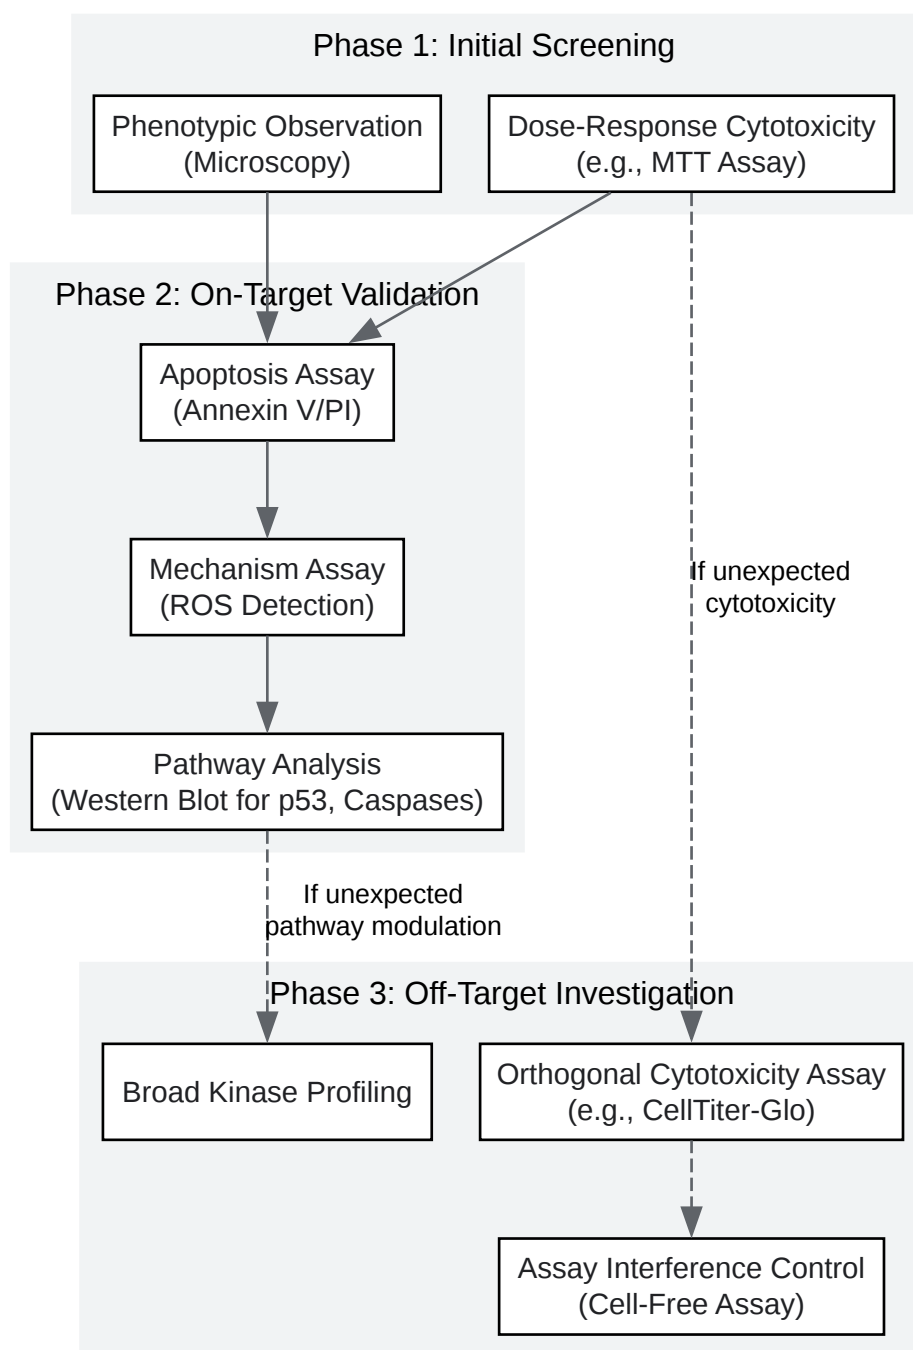 Phase 1: Initial Screening
Phenotypic Observation
(Microscopy)
Dose-Response Cytotoxicity
(e.g., MTT Assay)
Phase 2: On-Target Validation
Apoptosis Assay
(Annexin V/PI)
Mechanism Assay
(ROS Detection)
If unexpected
cytotoxicity
Pathway Analysis
(Western Blot for p53, Caspases)
If unexpected
pathway modulation
Phase 3: Off-Target Investigation
Broad Kinase Profiling
Orthogonal Cytotoxicity Assay
(e.g., CellTiter-Glo)
Assay Interference Control
(Cell-Free Assay)